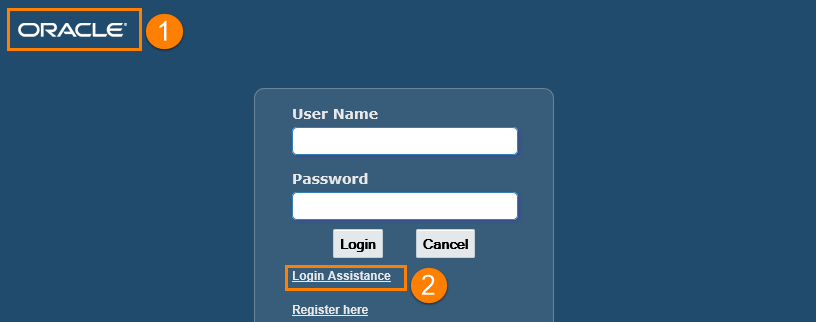 ORACLE
1
User Name
Password
Login Cancel
Login Assistance
2
Register here